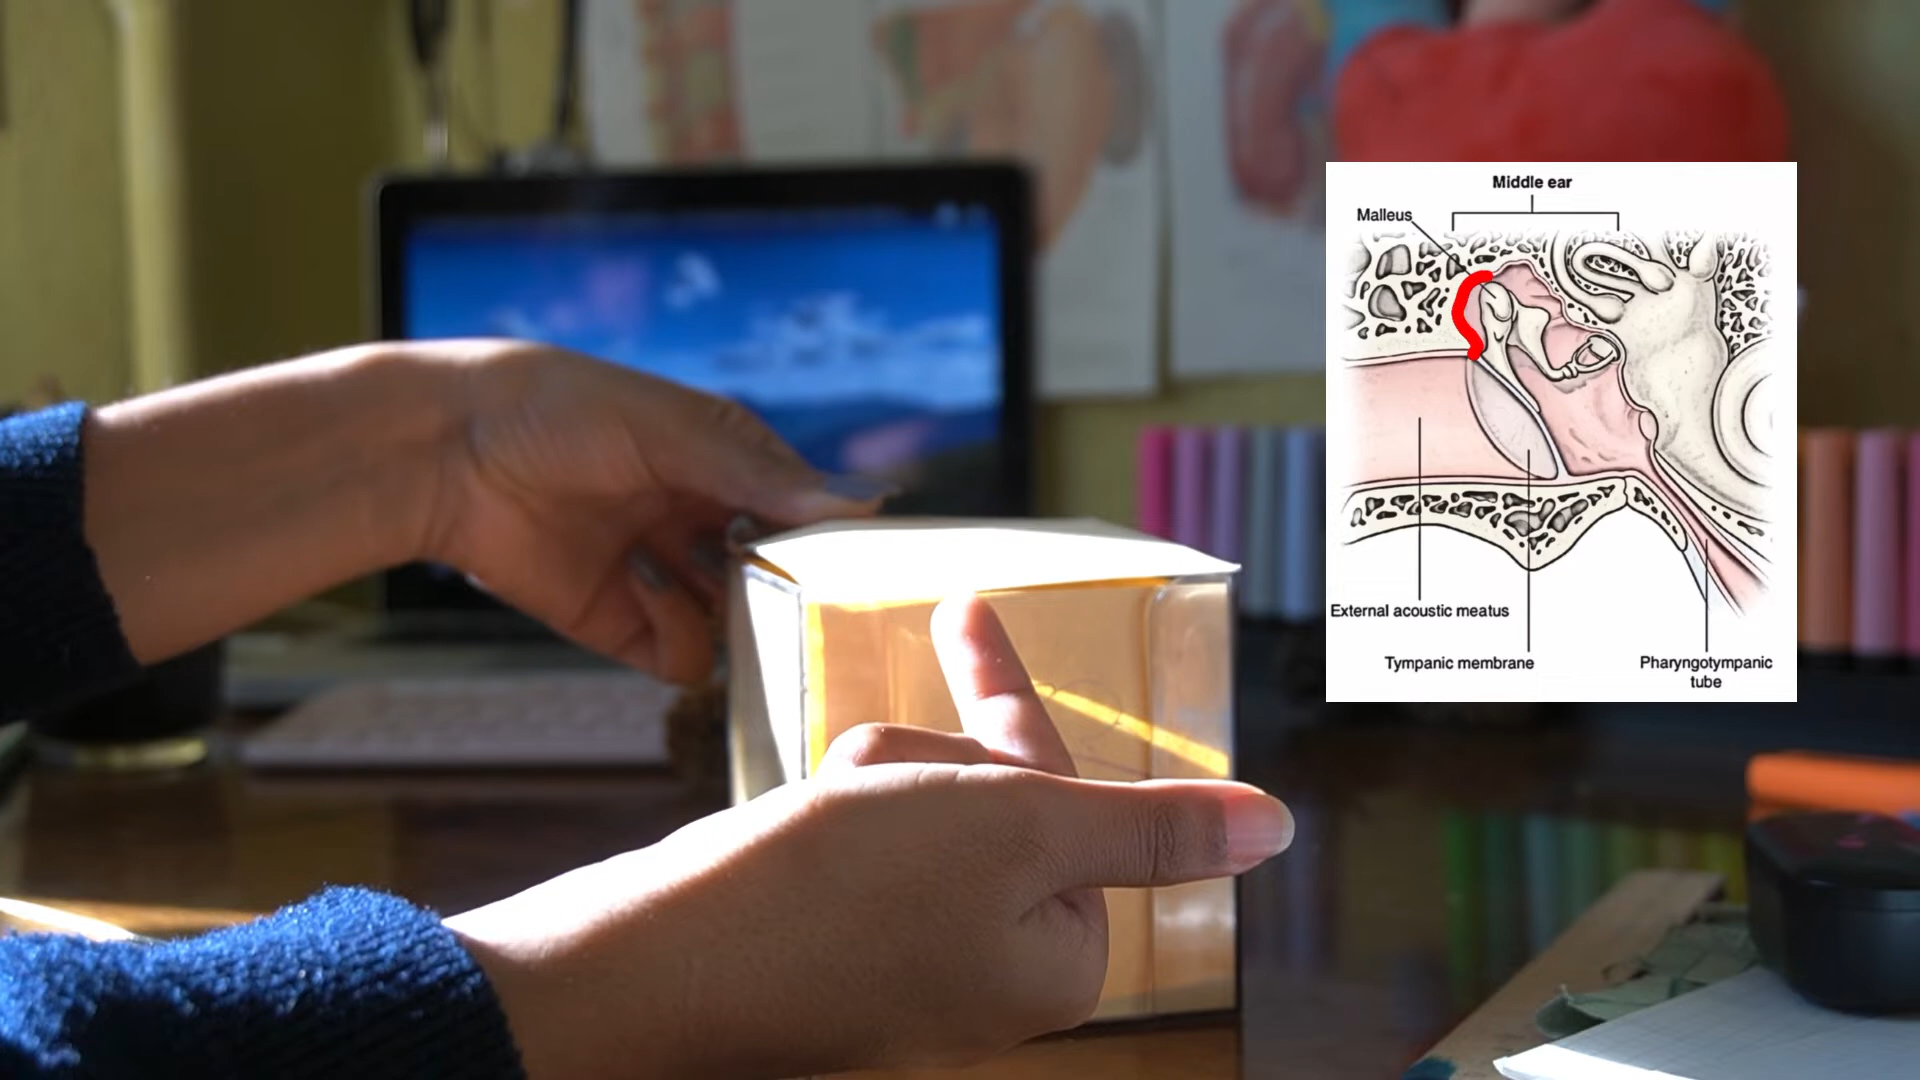 Middle ear
Malleus
External acoustic meatus
Tympanic membrane
Pharyngotympanic
tube